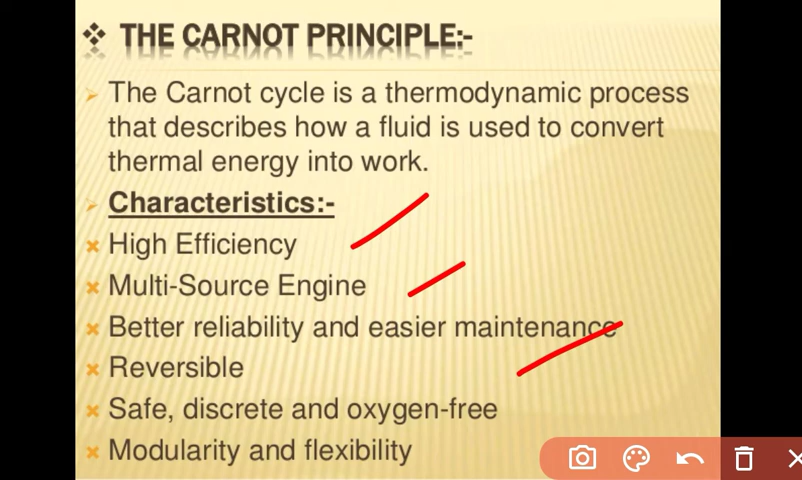 THE CARNOT PRINCIPLE:-
The Carnot cycle is a thermodynamic process
that describes how a fluid is used to convert
thermal energy into work.
Characteristics:-
High Efficiency
Multi-Source Engine
Better reliability and easier maintenance
Reversible
Safe, discrete and oxygen-free
Modularity and flexibility